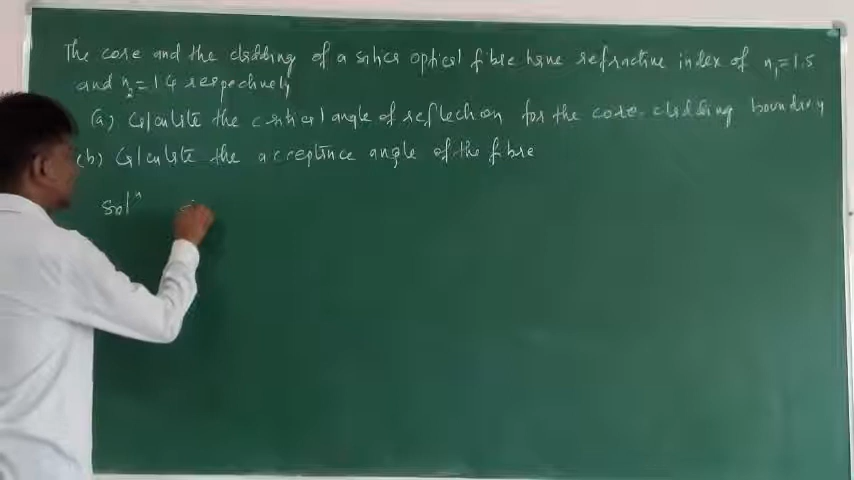 The core and the cladding of a silica optical fibre have refractive index of n₁=1.5
and n₂=1.4 respectively
(a) Calculate the critical angle of reflection for the core-cladding boundary
(b) Calculate the acceptance angle of the fibre
Solⁿ